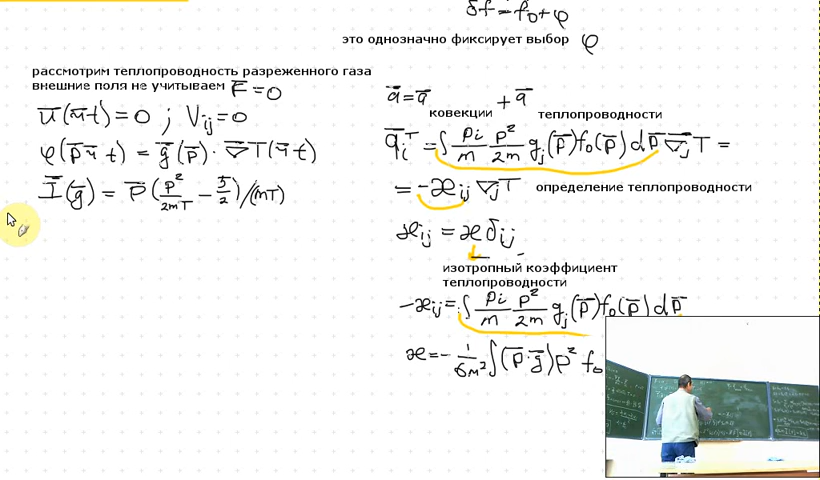 δf = f₀ + φ
это однозначно фиксирует выбор φ
рассмотрим теплопроводность разреженного газа
внешние поля не учитываем F̄ = 0
ū(r̄t) = 0 ; V_ij = 0
φ(p̄ r̄ t) = ḡ(p̄) · ∇̄T(r̄ t)
Ī(ḡ) = p̄ (p²/2mT − 5/2)/(mT)
q̄ = q̄ ковекции + q̄ теплопроводности
q̄_i^T = ∫ p_i/m p²/2m g_j(p̄) f₀(p̄) dp̄ ∇̄_j T =
= −æ_ij ∇_j T определение теплопроводности
æ_ij = æ δ_ij
изотропный коэффициент
теплопроводности
−æ_ij = ∫ p_i/m p²/2m g_j(p̄) f₀(p̄) dp̄
æ = − 1/6m² ∫ (p̄ · ḡ) p² f₀